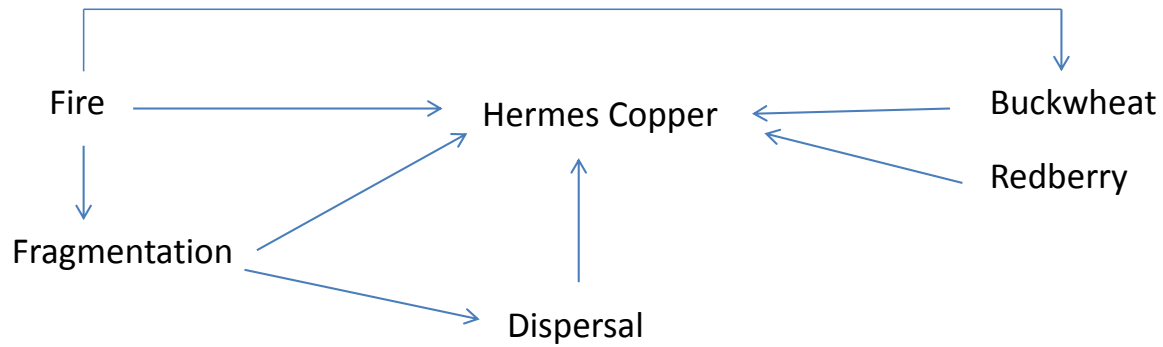 Fire
Hermes Copper
Buckwheat
Redberry
Fragmentation
Dispersal